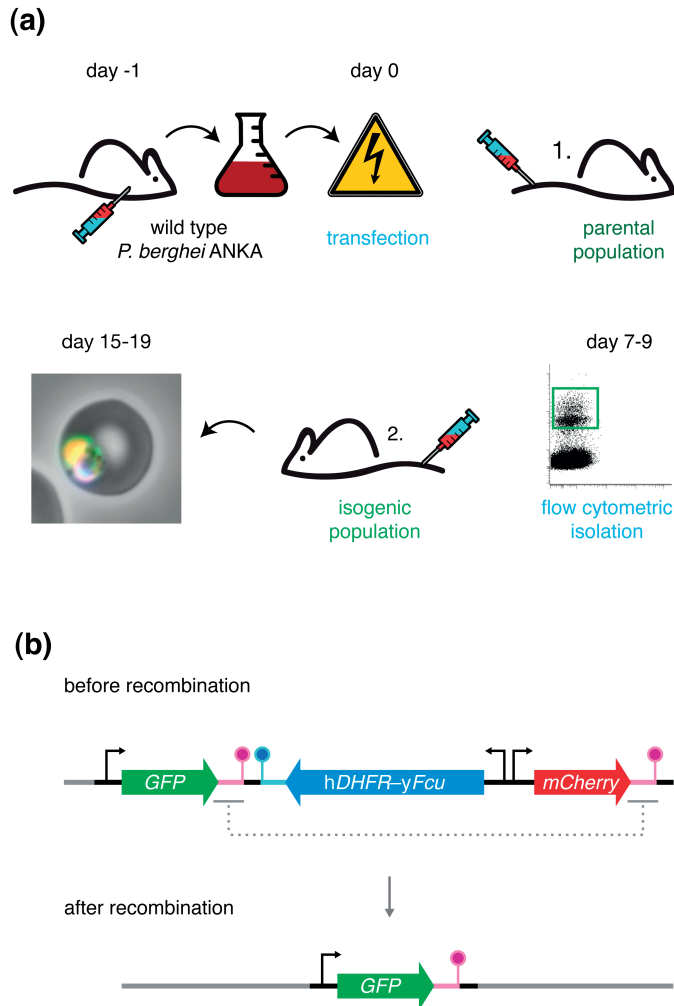 (a)
day -1
day 0
1.
wild type
P. berghei ANKA
transfection
parental
population
day 15-19
day 7-9
2.
isogenic
population
flow cytometric
isolation
(b)
before recombination
GFP
hDHFR–yFcu
mCherry
after recombination
GFP